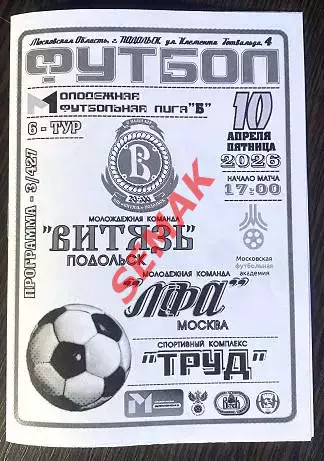 Московская Область, г. ПОДОЛЬСК, ул. Клемента Готвальда, 4
ФУТБОЛ
МОЛОДЕЖНАЯ
ФУТБОЛЬНАЯ ЛИГА "Б"
6 - ТУР
10
АПРЕЛЯ
ПЯТНИЦА
2026
НАЧАЛО МАТЧА
17:00
ПРОГРАММА - 3/427
МОЛОДЕЖНАЯ КОМАНДА
"ВИТЯЗЬ"
ПОДОЛЬСК
Московская
футбольная
академия
МОЛОДЕЖНАЯ КОМАНДА
"МФА"
МОСКВА
СПОРТИВНЫЙ КОМПЛЕКС
"ТРУД"
SFMAK